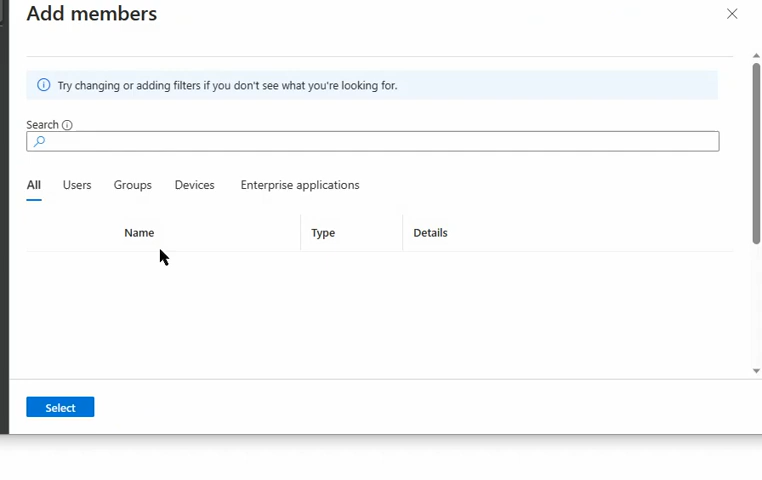 Add members
Try changing or adding filters if you don't see what you're looking for.
Search
All Users Groups Devices Enterprise applications
Name Type Details
Select